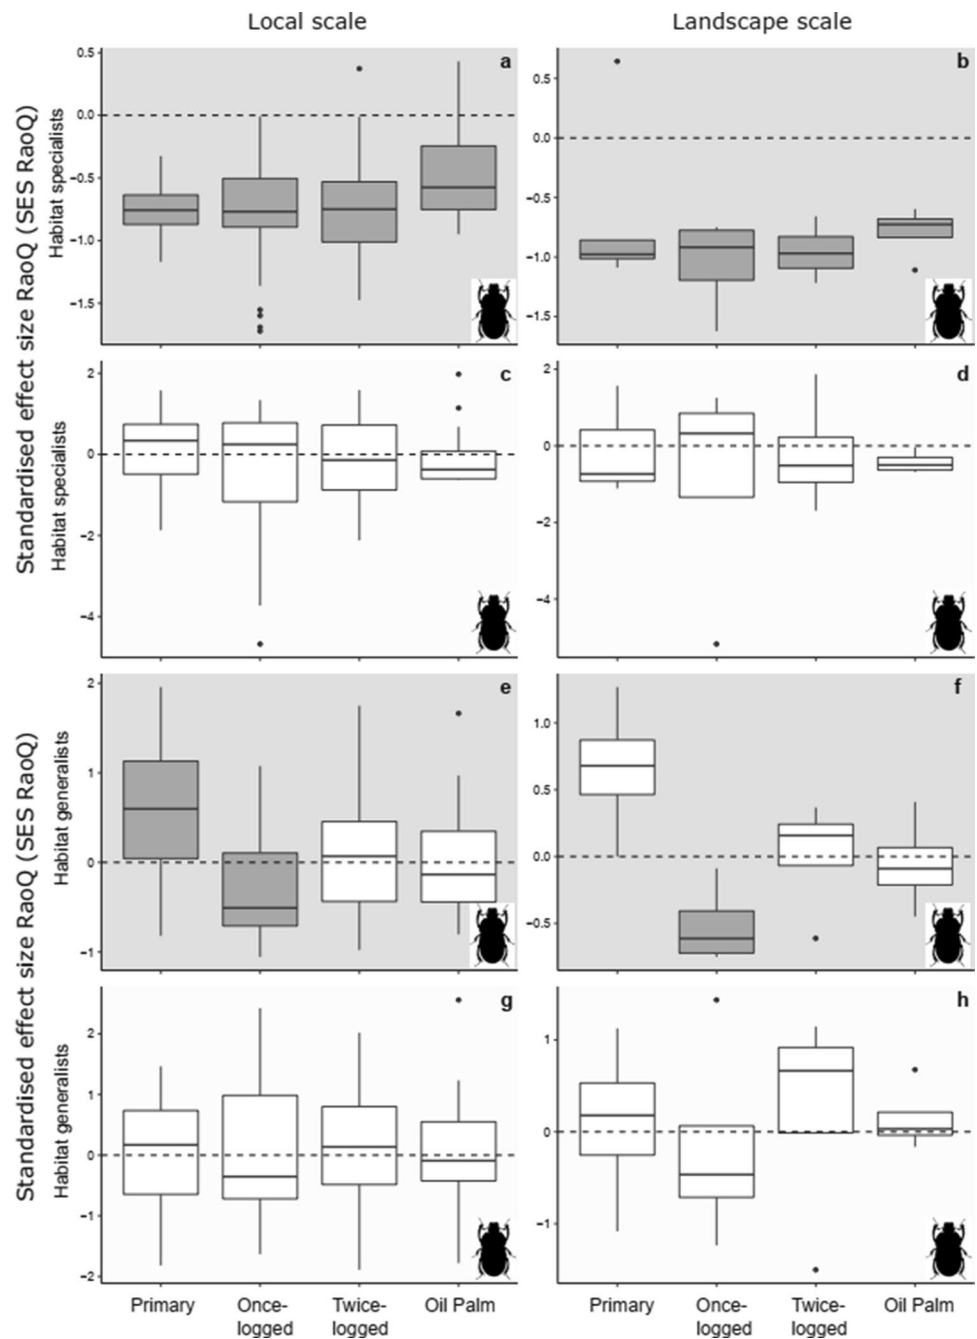 Local scale
Landscape scale
Standardised effect size RaoQ (SES RaoQ)
Habitat specialists
a
0.5
0.0
−0.5
−1.0
−1.5
b
0.5
0.0
−0.5
−1.0
−1.5
Habitat specialists
c
2
0
−2
−4
d
2
0
−2
−4
Standardised effect size RaoQ (SES RaoQ)
Habitat generalists
e
2
1
0
−1
f
1.0
0.5
0.0
−0.5
Habitat generalists
g
2
1
0
−1
−2
h
1
0
−1
Primary
Once-
logged
Twice-
logged
Oil Palm
Primary
Once-
logged
Twice-
logged
Oil Palm